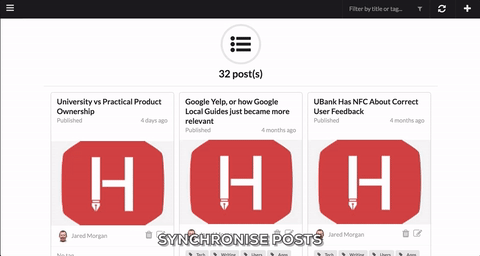 Filter by title or tag...
32 post(s)
University vs Practical Product
Ownership
Published
4 days ago
Google Yelp, or how Google
Local Guides just became more
relevant
Published
4 months ago
UBank Has NFC About Correct
User Feedback
Published
4 months ago
H
H
H
Jared Morgan
Jared Morgan
Jared Morgan
SYNCHRONISE POSTS
No tags
Tech
Writing
Users
Apps
Tech
Writing
Users
Apps